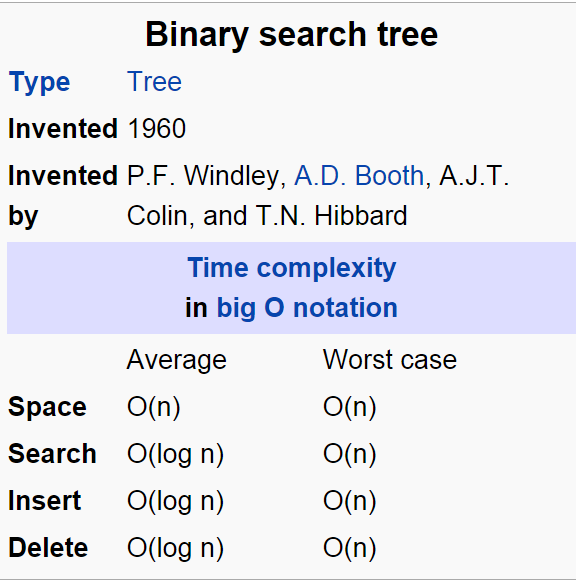 Binary search tree
Type Tree
Invented 1960
Invented by P.F. Windley, A.D. Booth, A.J.T.
Colin, and T.N. Hibbard
Time complexity
in big O notation
Average Worst case
Space O(n) O(n)
Search O(log n) O(n)
Insert O(log n) O(n)
Delete O(log n) O(n)